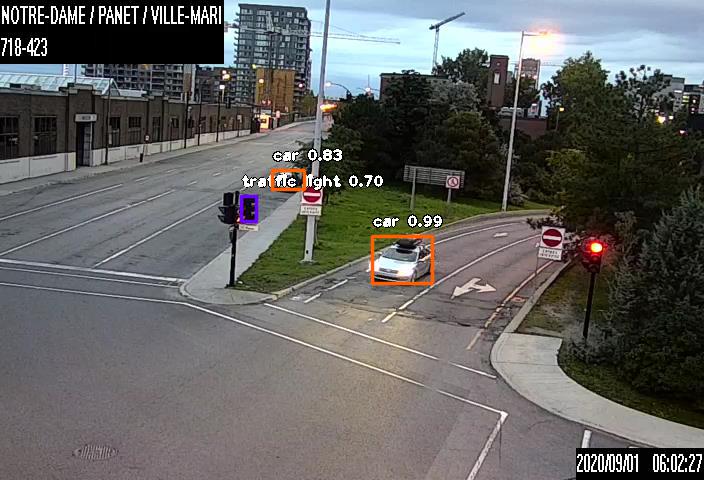 NOTRE-DAME / PANET / VILLE-MARI
718-423
car 0.83
traffic light 0.70
car 0.99
2020/09/01 06:02:27